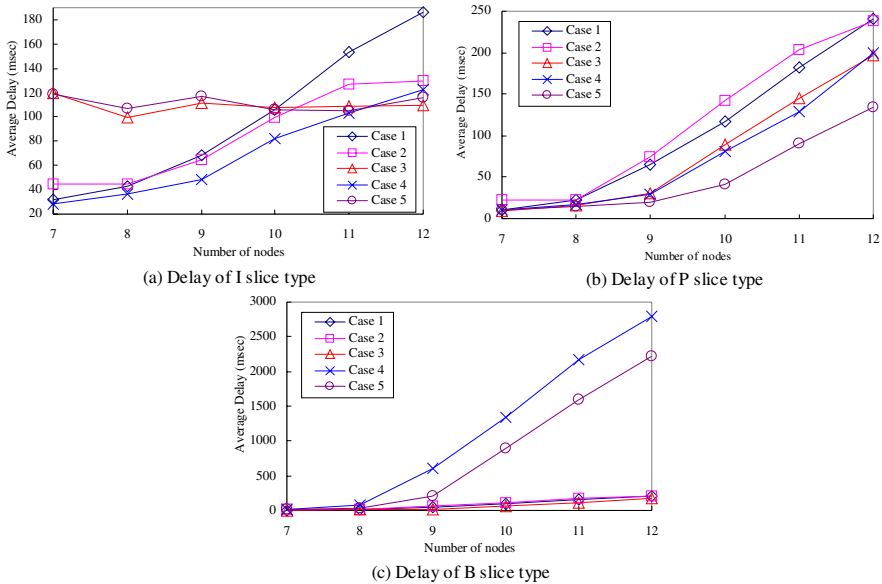 180
160
140
120
100
80
60
40
20
Average Delay (msec)
7 8 9 10 11 12
Number of nodes
Case 1
Case 2
Case 3
Case 4
Case 5
(a) Delay of I slice type
250
200
150
100
50
0
Average Delay (msec)
7 8 9 10 11 12
Number of nodes
Case 1
Case 2
Case 3
Case 4
Case 5
(b) Delay of P slice type
3000
2500
2000
1500
1000
500
0
Average Delay (msec)
7 8 9 10 11 12
Number of nodes
Case 1
Case 2
Case 3
Case 4
Case 5
(c) Delay of B slice type